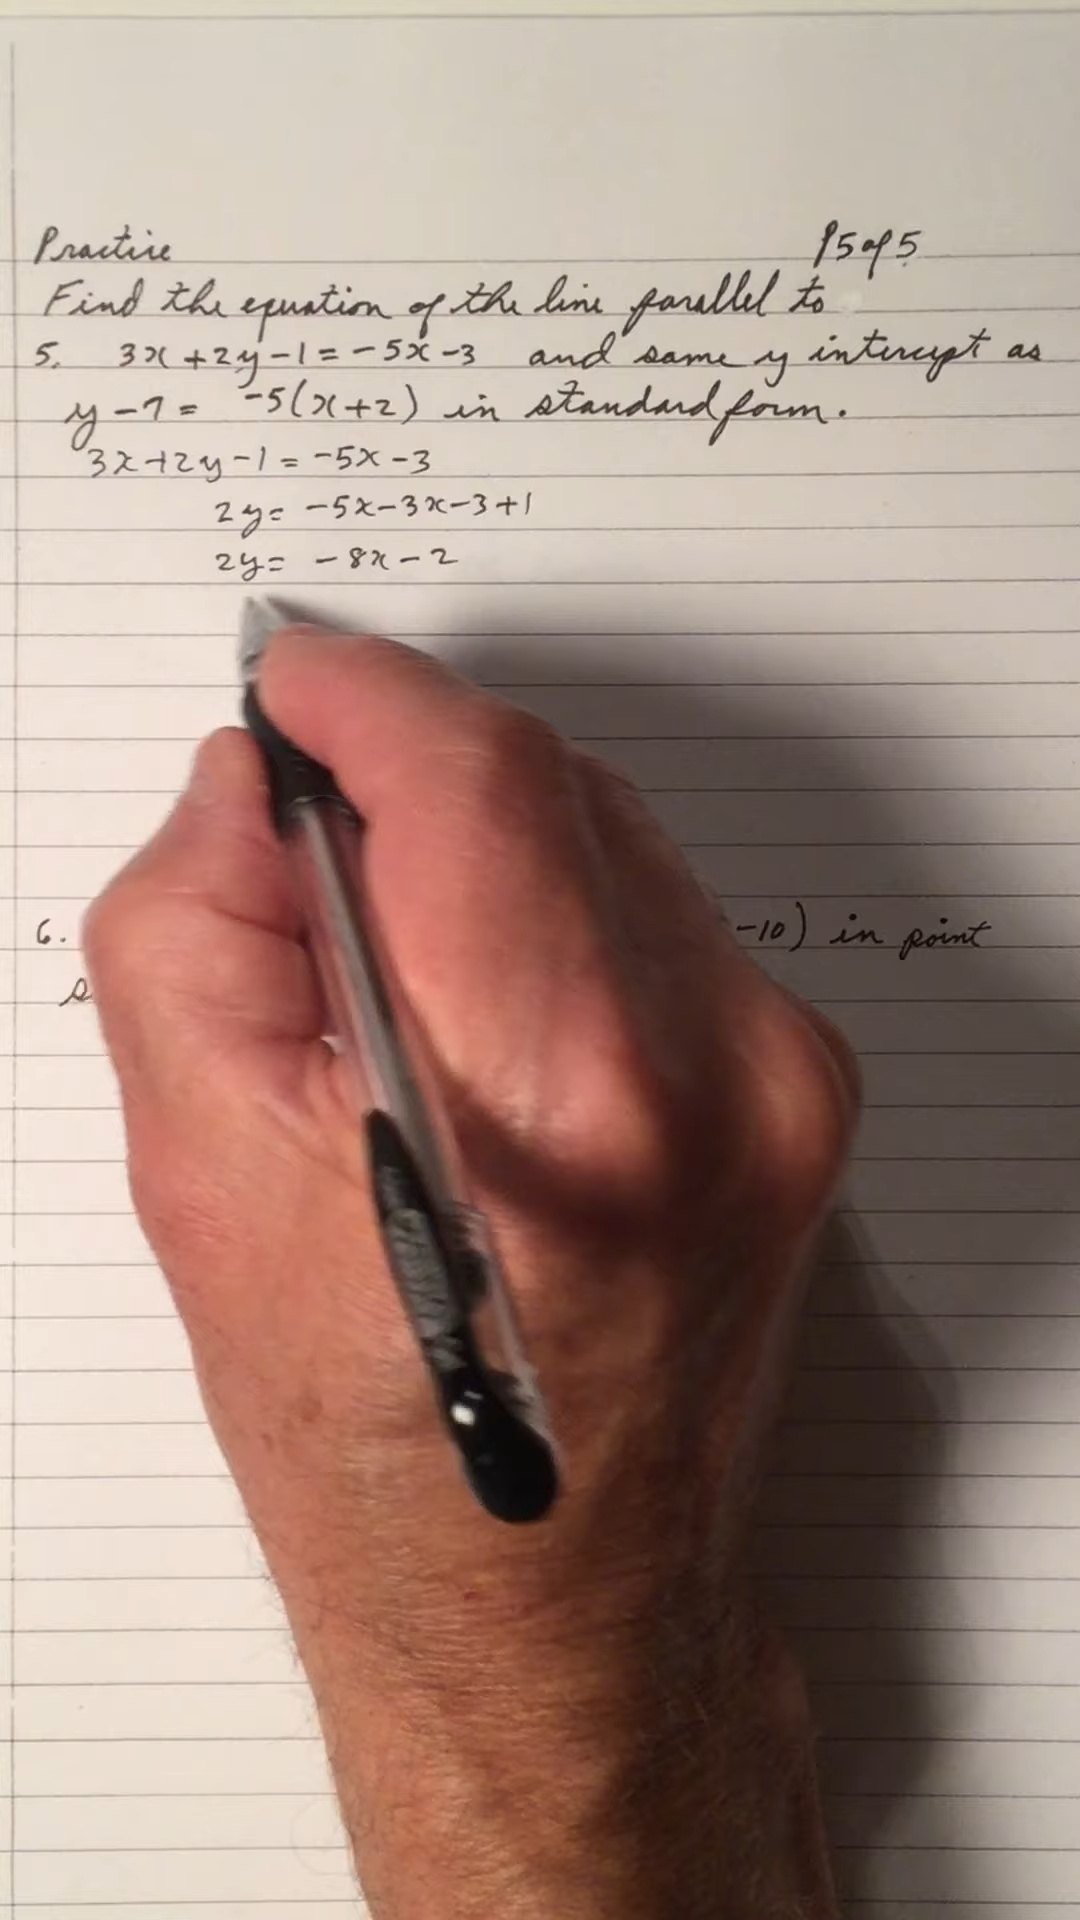 Practice p5 of 5
Find the equation of the line parallel to
5. 3x + 2y - 1 = -5x - 3 and same y intercept as
y - 7 = -5(x + 2) in standard form.
3x + 2y - 1 = -5x - 3
2y = -5x - 3x - 3 + 1
2y = -8x - 2
6. -10) in point
s